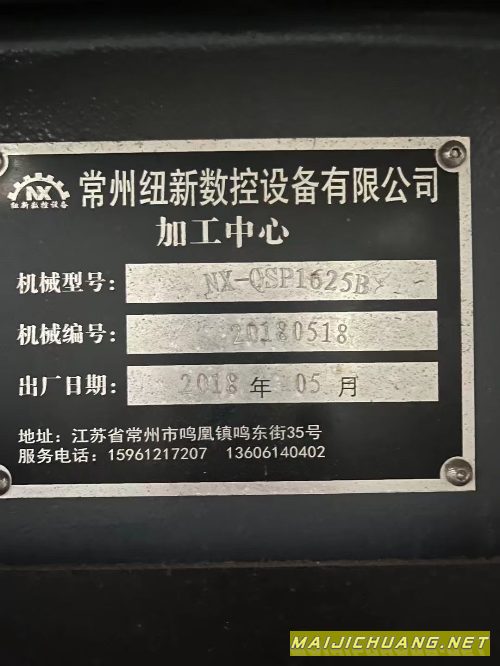 NX
纽新数控设备
常州纽新数控设备有限公司
加工中心
机械型号: NX-QSP1625B
机械编号: 20180518
出厂日期: 2018 年 05 月
地址: 江苏省常州市鸣凰镇鸣东街35号
服务电话: 15961217207 13606140402
MAIJICHUANG.NET